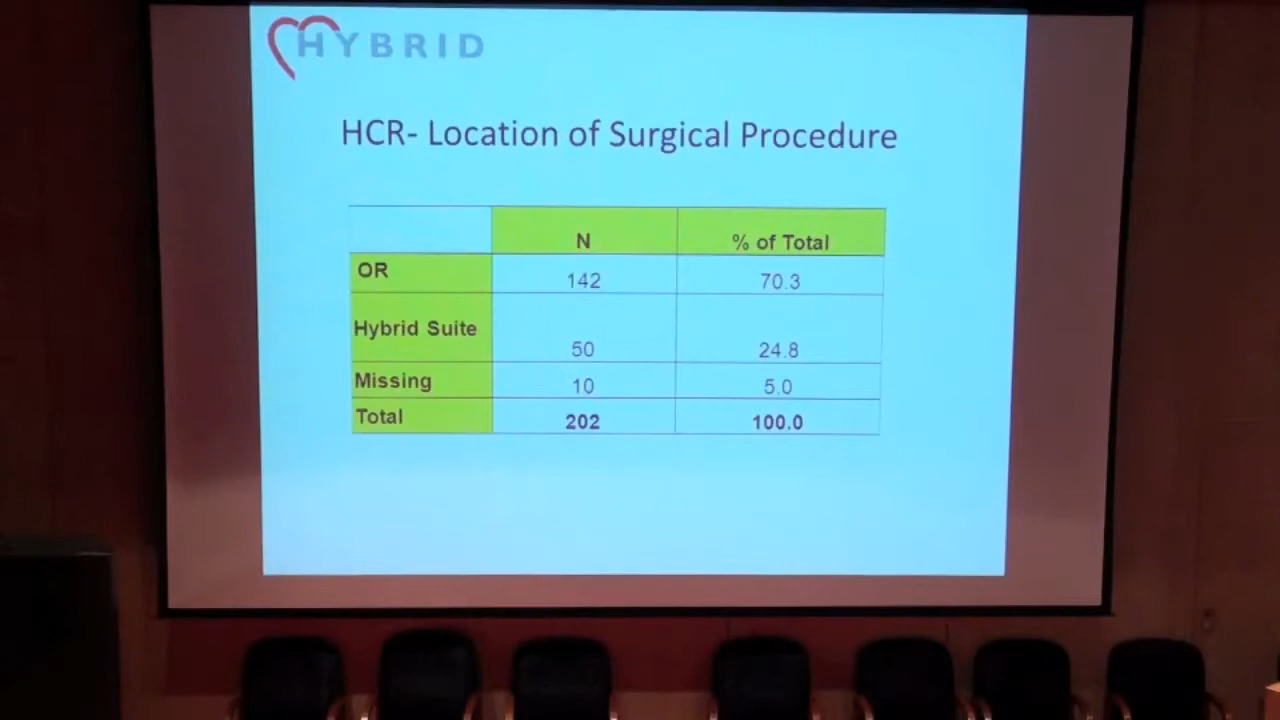 HYBRID
HCR- Location of Surgical Procedure
N % of Total
OR 142 70.3
Hybrid Suite 50 24.8
Missing 10 5.0
Total 202 100.0